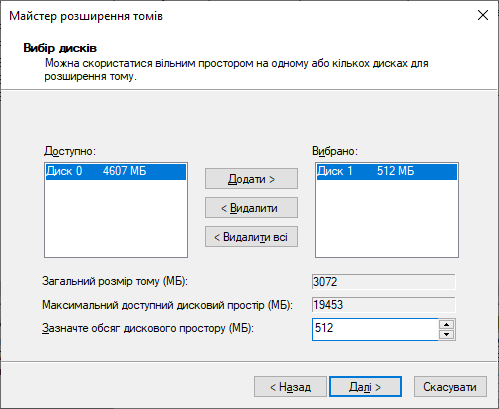 Майстер розширення томів
Вибір дисків
Можна скористатися вільним простором на одному або кількох дисках для
розширення тому.
Доступно:
Вибрано:
Диск 0 4607 МБ
Додати >
Диск 1 512 МБ
< Видалити
< Видалити всі
Загальний розмір тому (МБ):
3072
Максимальний доступний дисковий простір (МБ):
19453
Зазначте обсяг дискового простору (МБ):
512
< Назад
Далі >
Скасувати